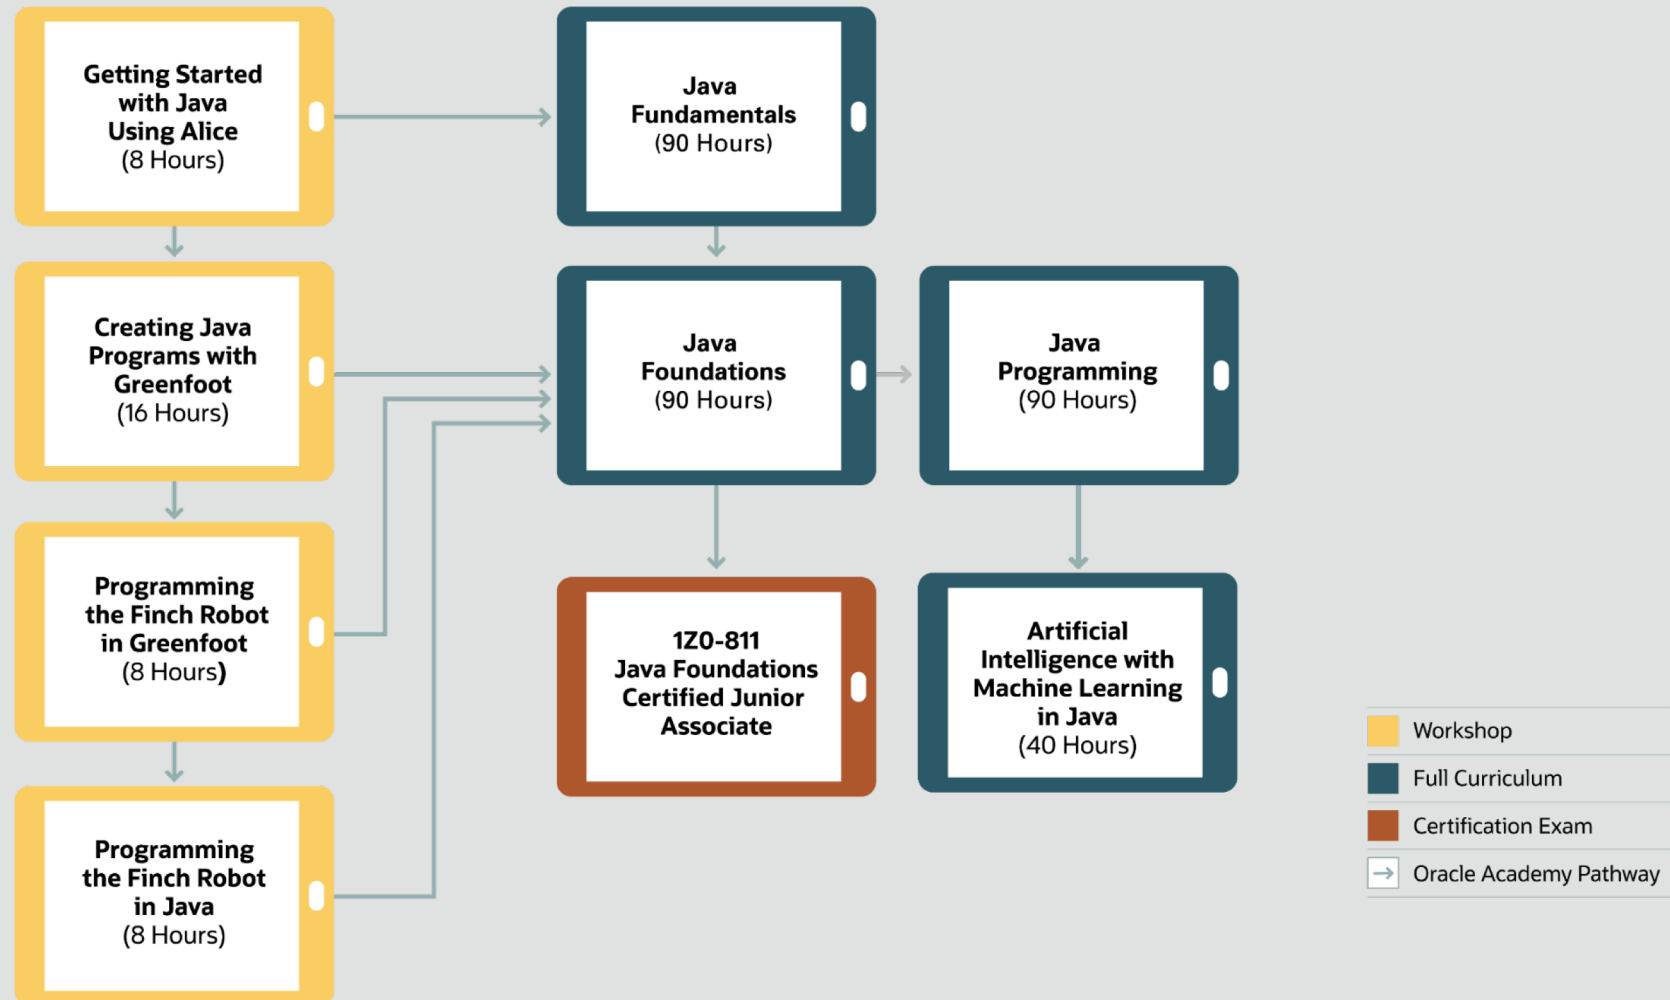 Getting Started
with Java
Using Alice
(8 Hours)
Java
Fundamentals
(90 Hours)
Creating Java
Programs with
Greenfoot
(16 Hours)
Java
Foundations
(90 Hours)
Java
Programming
(90 Hours)
Programming
the Finch Robot
in Greenfoot
(8 Hours)
1Z0-811
Java Foundations
Certified Junior
Associate
Artificial
Intelligence with
Machine Learning
in Java
(40 Hours)
Programming
the Finch Robot
in Java
(8 Hours)
Workshop
Full Curriculum
Certification Exam
Oracle Academy Pathway